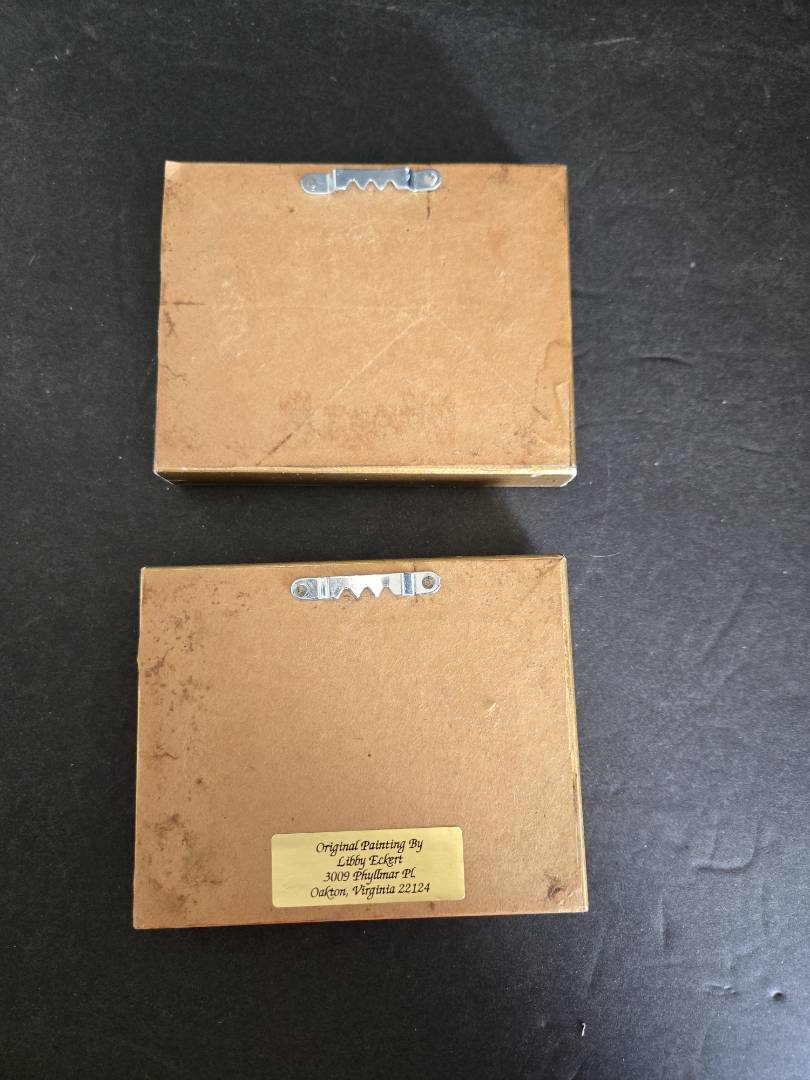 Original Painting By
Libby Eckert
3009 Phyllmar Pl.
Oakton, Virginia 22124